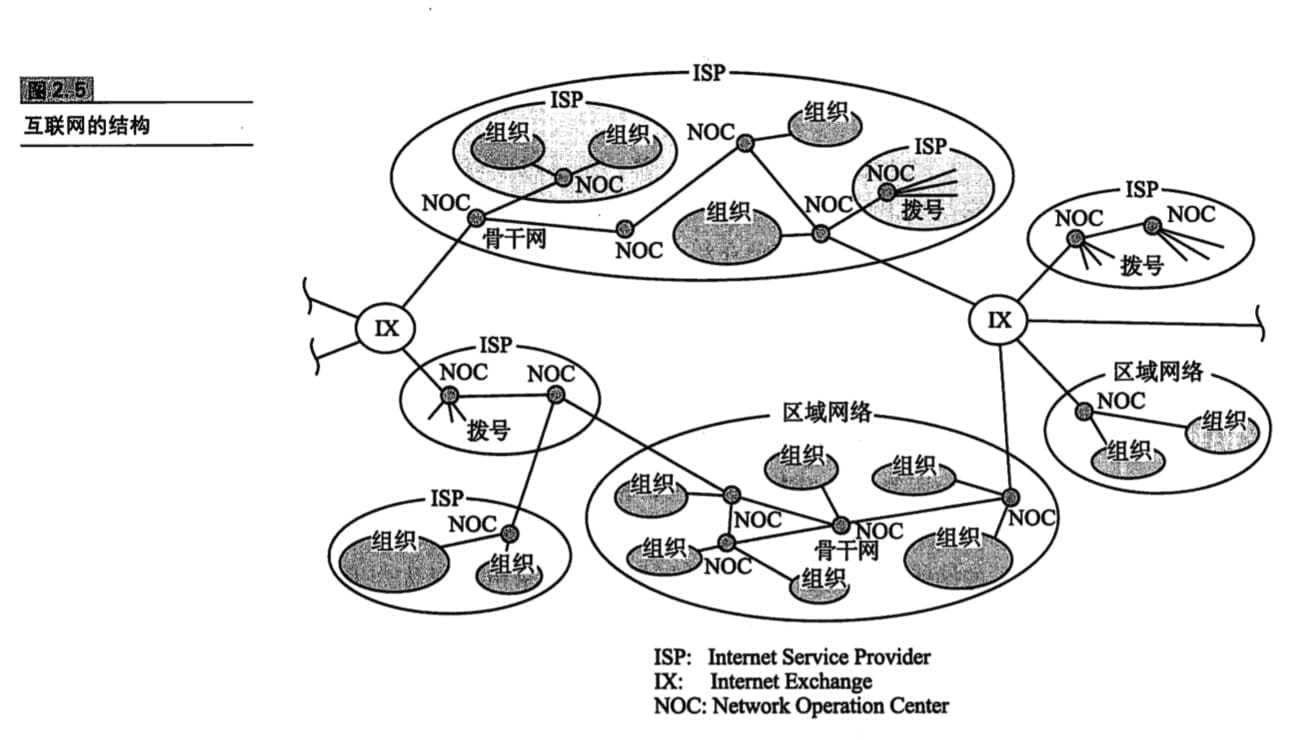 图2.5
互联网的结构
ISP
ISP
组织
组织
NOC
NOC
组织
ISP
NOC
拨号
NOC
骨干网
NOC
组织
NOC
ISP
NOC
NOC
拨号
IX
IX
ISP
NOC
NOC
拨号
区域网络
NOC
组织
组织
区域网络
组织
组织
组织
NOC
NOC
骨干网
NOC
组织
NOC
组织
组织
ISP
NOC
组织
组织
ISP: Internet Service Provider
IX: Internet Exchange
NOC: Network Operation Center